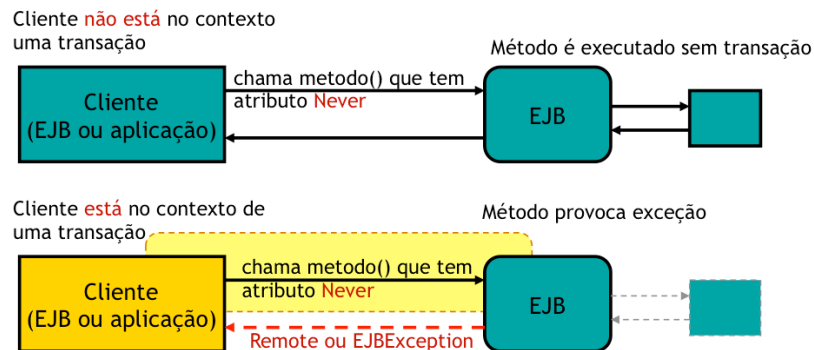 Cliente não está no contexto
uma transação
Método é executado sem transação
chama metodo() que tem
atributo Never
Cliente
(EJB ou aplicação)
EJB
Cliente está no contexto de
uma transação
Método provoca exceção
chama metodo() que tem
atributo Never
Cliente
(EJB ou aplicação)
EJB
Remote ou EJBException